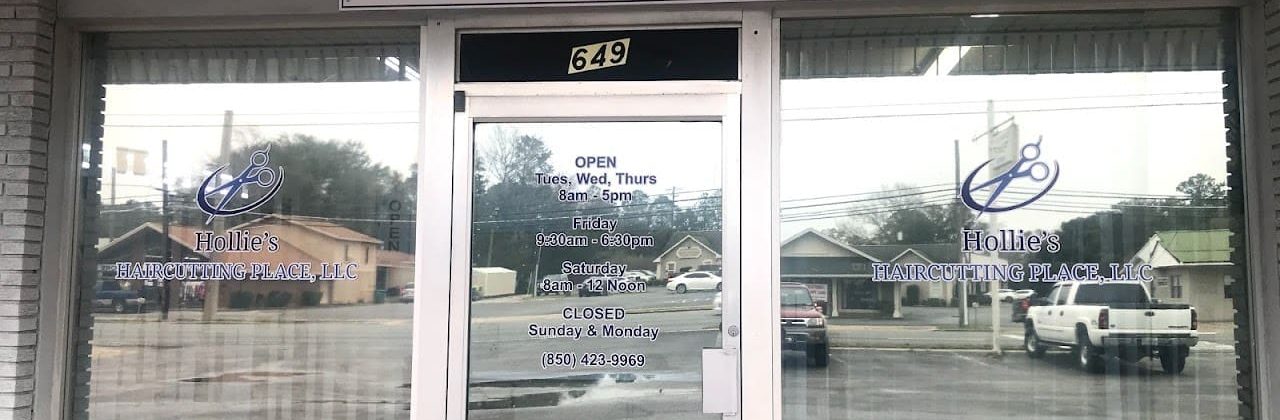 649
Hollie's
HAIRCUTTING PLACE, LLC
OPEN
Tues, Wed, Thurs
8am - 5pm
Friday
9:30am - 6:30pm
Saturday
8am - 12 Noon
CLOSED
Sunday & Monday
(850) 423-9969
Hollie's
HAIRCUTTING PLACE, LLC
OPEN